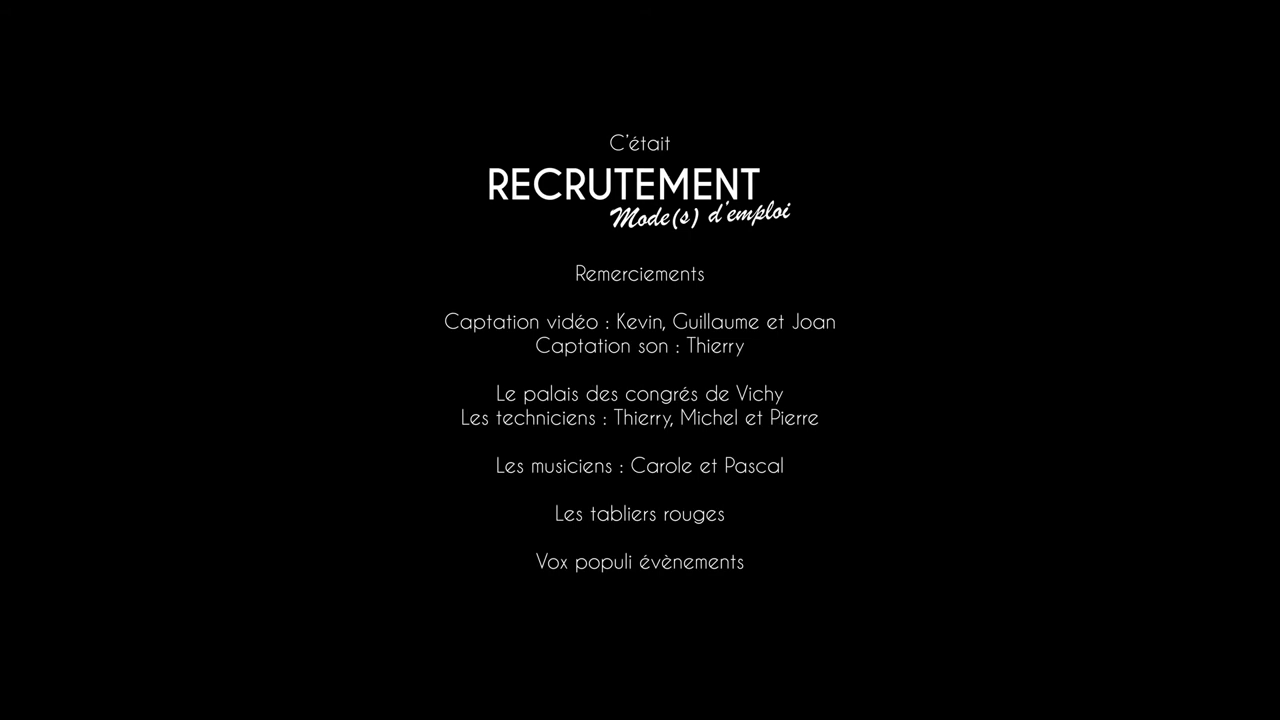 C'était
RECRUTEMENT
Mode(s) d'emploi
Remerciements
Captation vidéo : Kevin, Guillaume et Joan
Captation son : Thierry
Le palais des congrés de Vichy
Les techniciens : Thierry, Michel et Pierre
Les musiciens : Carole et Pascal
Les tabliers rouges
Vox populi évènements